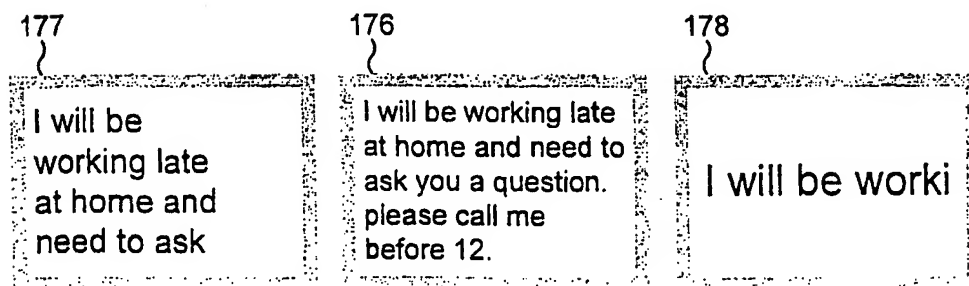 177
176
178
I will be
working late
at home and
need to ask
I will be working late
at home and need to
ask you a question.
please call me
before 12.
I will be worki